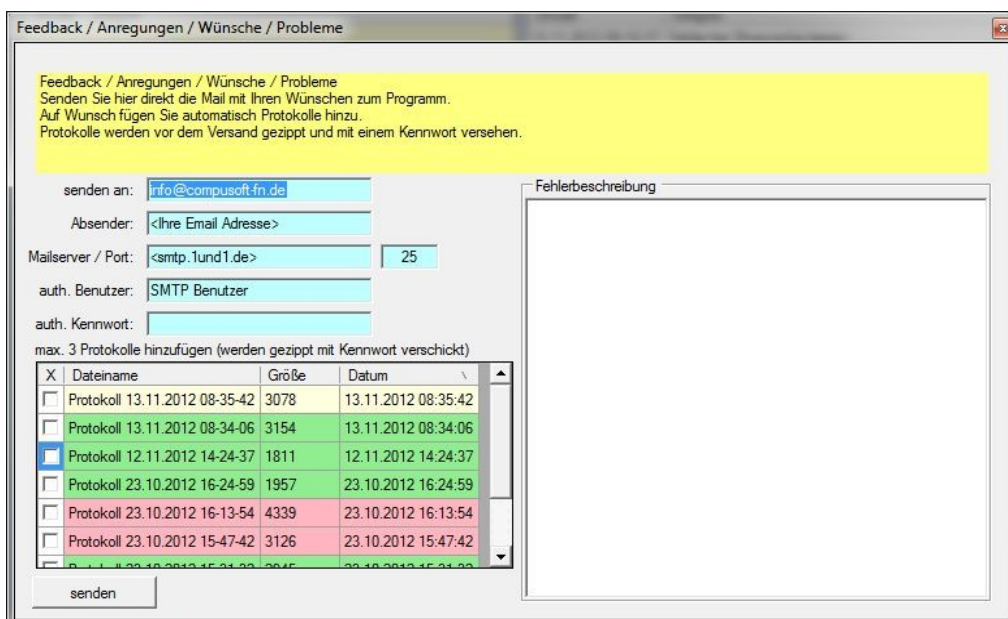 Feedback / Anregungen / Wünsche / Probleme
Feedback / Anregungen / Wünsche / Probleme
Senden Sie hier direkt die Mail mit Ihren Wünschen zum Programm.
Auf Wunsch fügen Sie automatisch Protokolle hinzu.
Protokolle werden vor dem Versand gezippt und mit einem Kennwort versehen.
senden an: info@compusoft-fn.de
Absender: <Ihre Email Adresse>
Mailserver / Port: <smtp.1und1.de> 25
auth. Benutzer: SMTP Benutzer
auth. Kennwort:
max. 3 Protokolle hinzufügen (werden gezippt mit Kennwort verschickt)
X Dateiname Größe Datum
Protokoll 13.11.2012 08-35-42 3078 13.11.2012 08:35:42
Protokoll 13.11.2012 08-34-06 3154 13.11.2012 08:34:06
Protokoll 12.11.2012 14-24-37 1811 12.11.2012 14:24:37
Protokoll 23.10.2012 16-24-59 1957 23.10.2012 16:24:59
Protokoll 23.10.2012 16-13-54 4339 23.10.2012 16:13:54
Protokoll 23.10.2012 15-47-42 3126 23.10.2012 15:47:42
senden
Fehlerbeschreibung